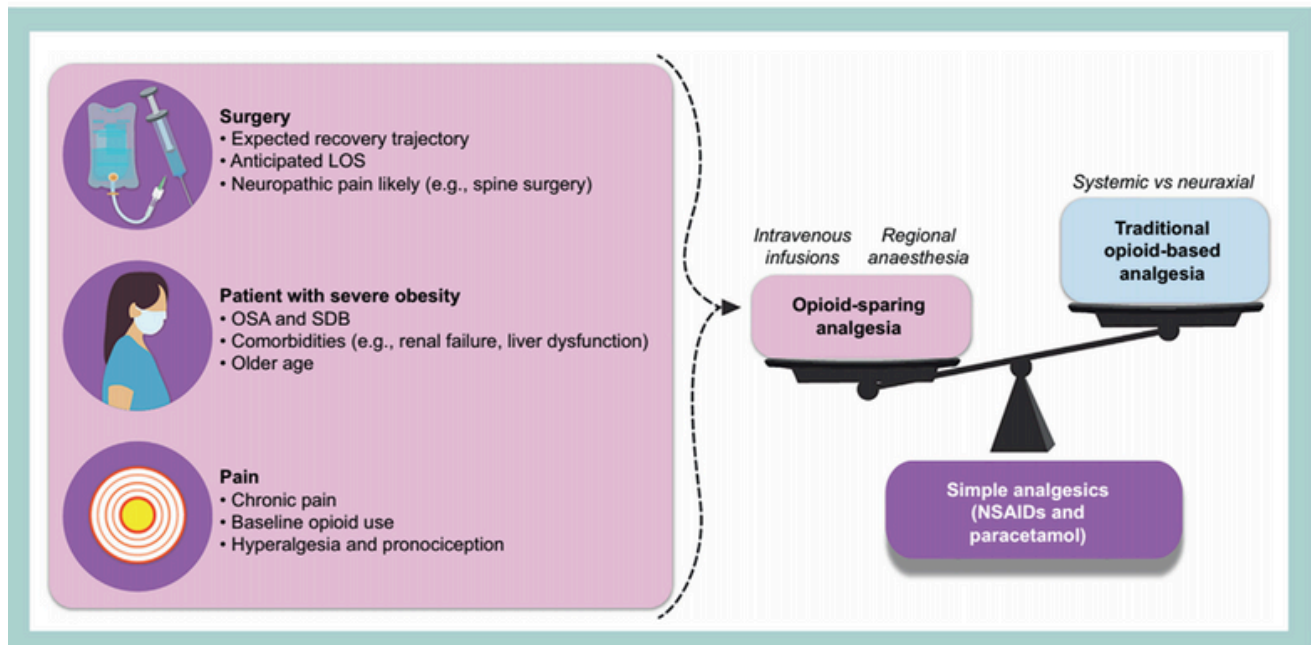 Surgery
• Expected recovery trajectory
• Anticipated LOS
• Neuropathic pain likely (e.g., spine surgery)
Patient with severe obesity
• OSA and SDB
• Comorbidities (e.g., renal failure, liver dysfunction)
• Older age
Pain
• Chronic pain
• Baseline opioid use
• Hyperalgesia and pronociception
Intravenous
infusions
Regional
anaesthesia
Opioid-sparing
analgesia
Systemic vs neuraxial
Traditional
opioid-based
analgesia
Simple analgesics
(NSAIDs and
paracetamol)